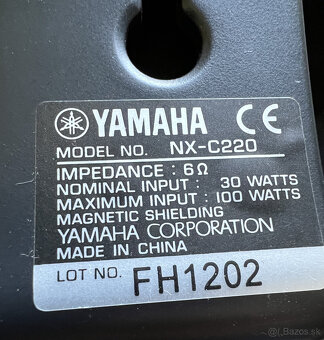 YAMAHA CE
MODEL NO. NX-C220
IMPEDANCE : 6Ω
NOMINAL INPUT : 30 WATTS
MAXIMUM INPUT : 100 WATTS
MAGNETIC SHIELDING
YAMAHA CORPORATION
MADE IN CHINA
LOT NO. FH1202
Bazos.sk